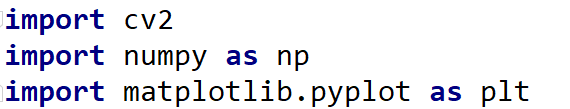 import cv2
import numpy as np
import matplotlib.pyplot as plt